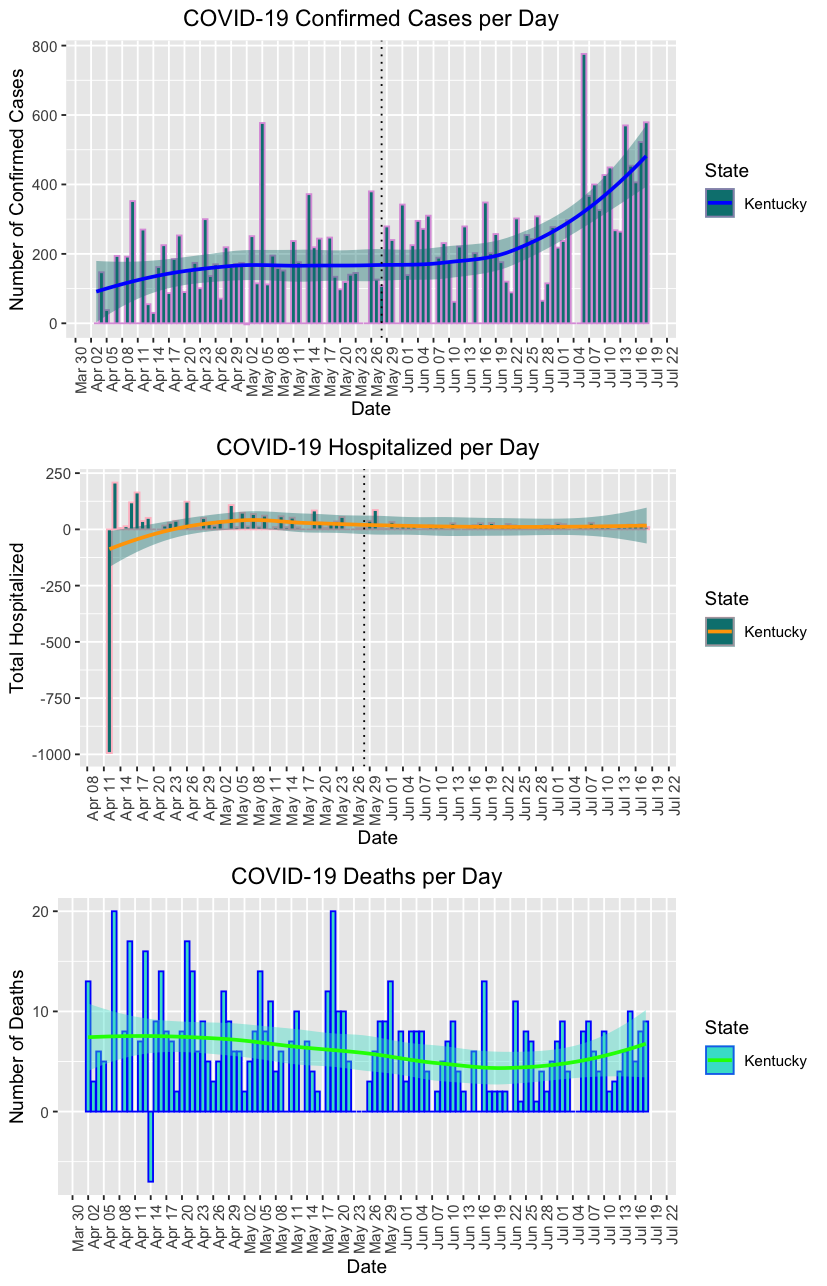 COVID-19 Confirmed Cases per Day
Number of Confirmed Cases
800
600
400
200
0
Mar 30
Apr 02
Apr 05
Apr 08
Apr 11
Apr 14
Apr 17
Apr 20
Apr 23
Apr 26
Apr 29
May 02
May 05
May 08
May 11
May 14
May 17
May 20
May 23
May 26
May 29
Jun 01
Jun 04
Jun 07
Jun 10
Jun 13
Jun 16
Jun 19
Jun 22
Jun 25
Jun 28
Jul 01
Jul 04
Jul 07
Jul 10
Jul 13
Jul 16
Jul 19
Jul 22
Date
State
Kentucky
COVID-19 Hospitalized per Day
Total Hospitalized
250
0
-250
-500
-750
-1000
Apr 08
Apr 11
Apr 14
Apr 17
Apr 20
Apr 23
Apr 26
Apr 29
May 02
May 05
May 08
May 11
May 14
May 17
May 20
May 23
May 26
May 29
Jun 01
Jun 04
Jun 07
Jun 10
Jun 13
Jun 16
Jun 19
Jun 22
Jun 25
Jun 28
Jul 01
Jul 04
Jul 07
Jul 10
Jul 13
Jul 16
Jul 19
Jul 22
Date
State
Kentucky
COVID-19 Deaths per Day
Number of Deaths
20
10
0
Mar 30
Apr 02
Apr 05
Apr 08
Apr 11
Apr 14
Apr 17
Apr 20
Apr 23
Apr 26
Apr 29
May 02
May 05
May 08
May 11
May 14
May 17
May 20
May 23
May 26
May 29
Jun 01
Jun 04
Jun 07
Jun 10
Jun 13
Jun 16
Jun 19
Jun 22
Jun 25
Jun 28
Jul 01
Jul 04
Jul 07
Jul 10
Jul 13
Jul 16
Jul 19
Jul 22
Date
State
Kentucky